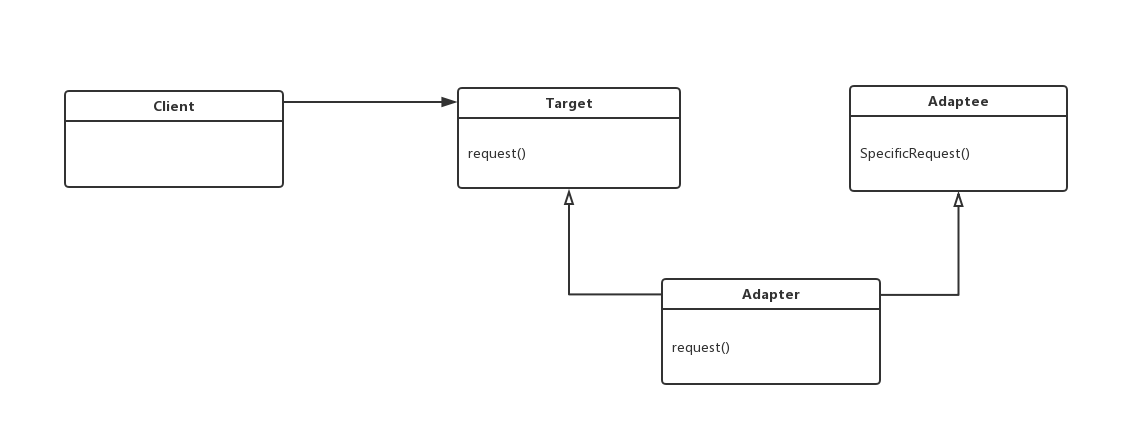 Client
Target
request()
Adaptee
SpecificRequest()
Adapter
request()